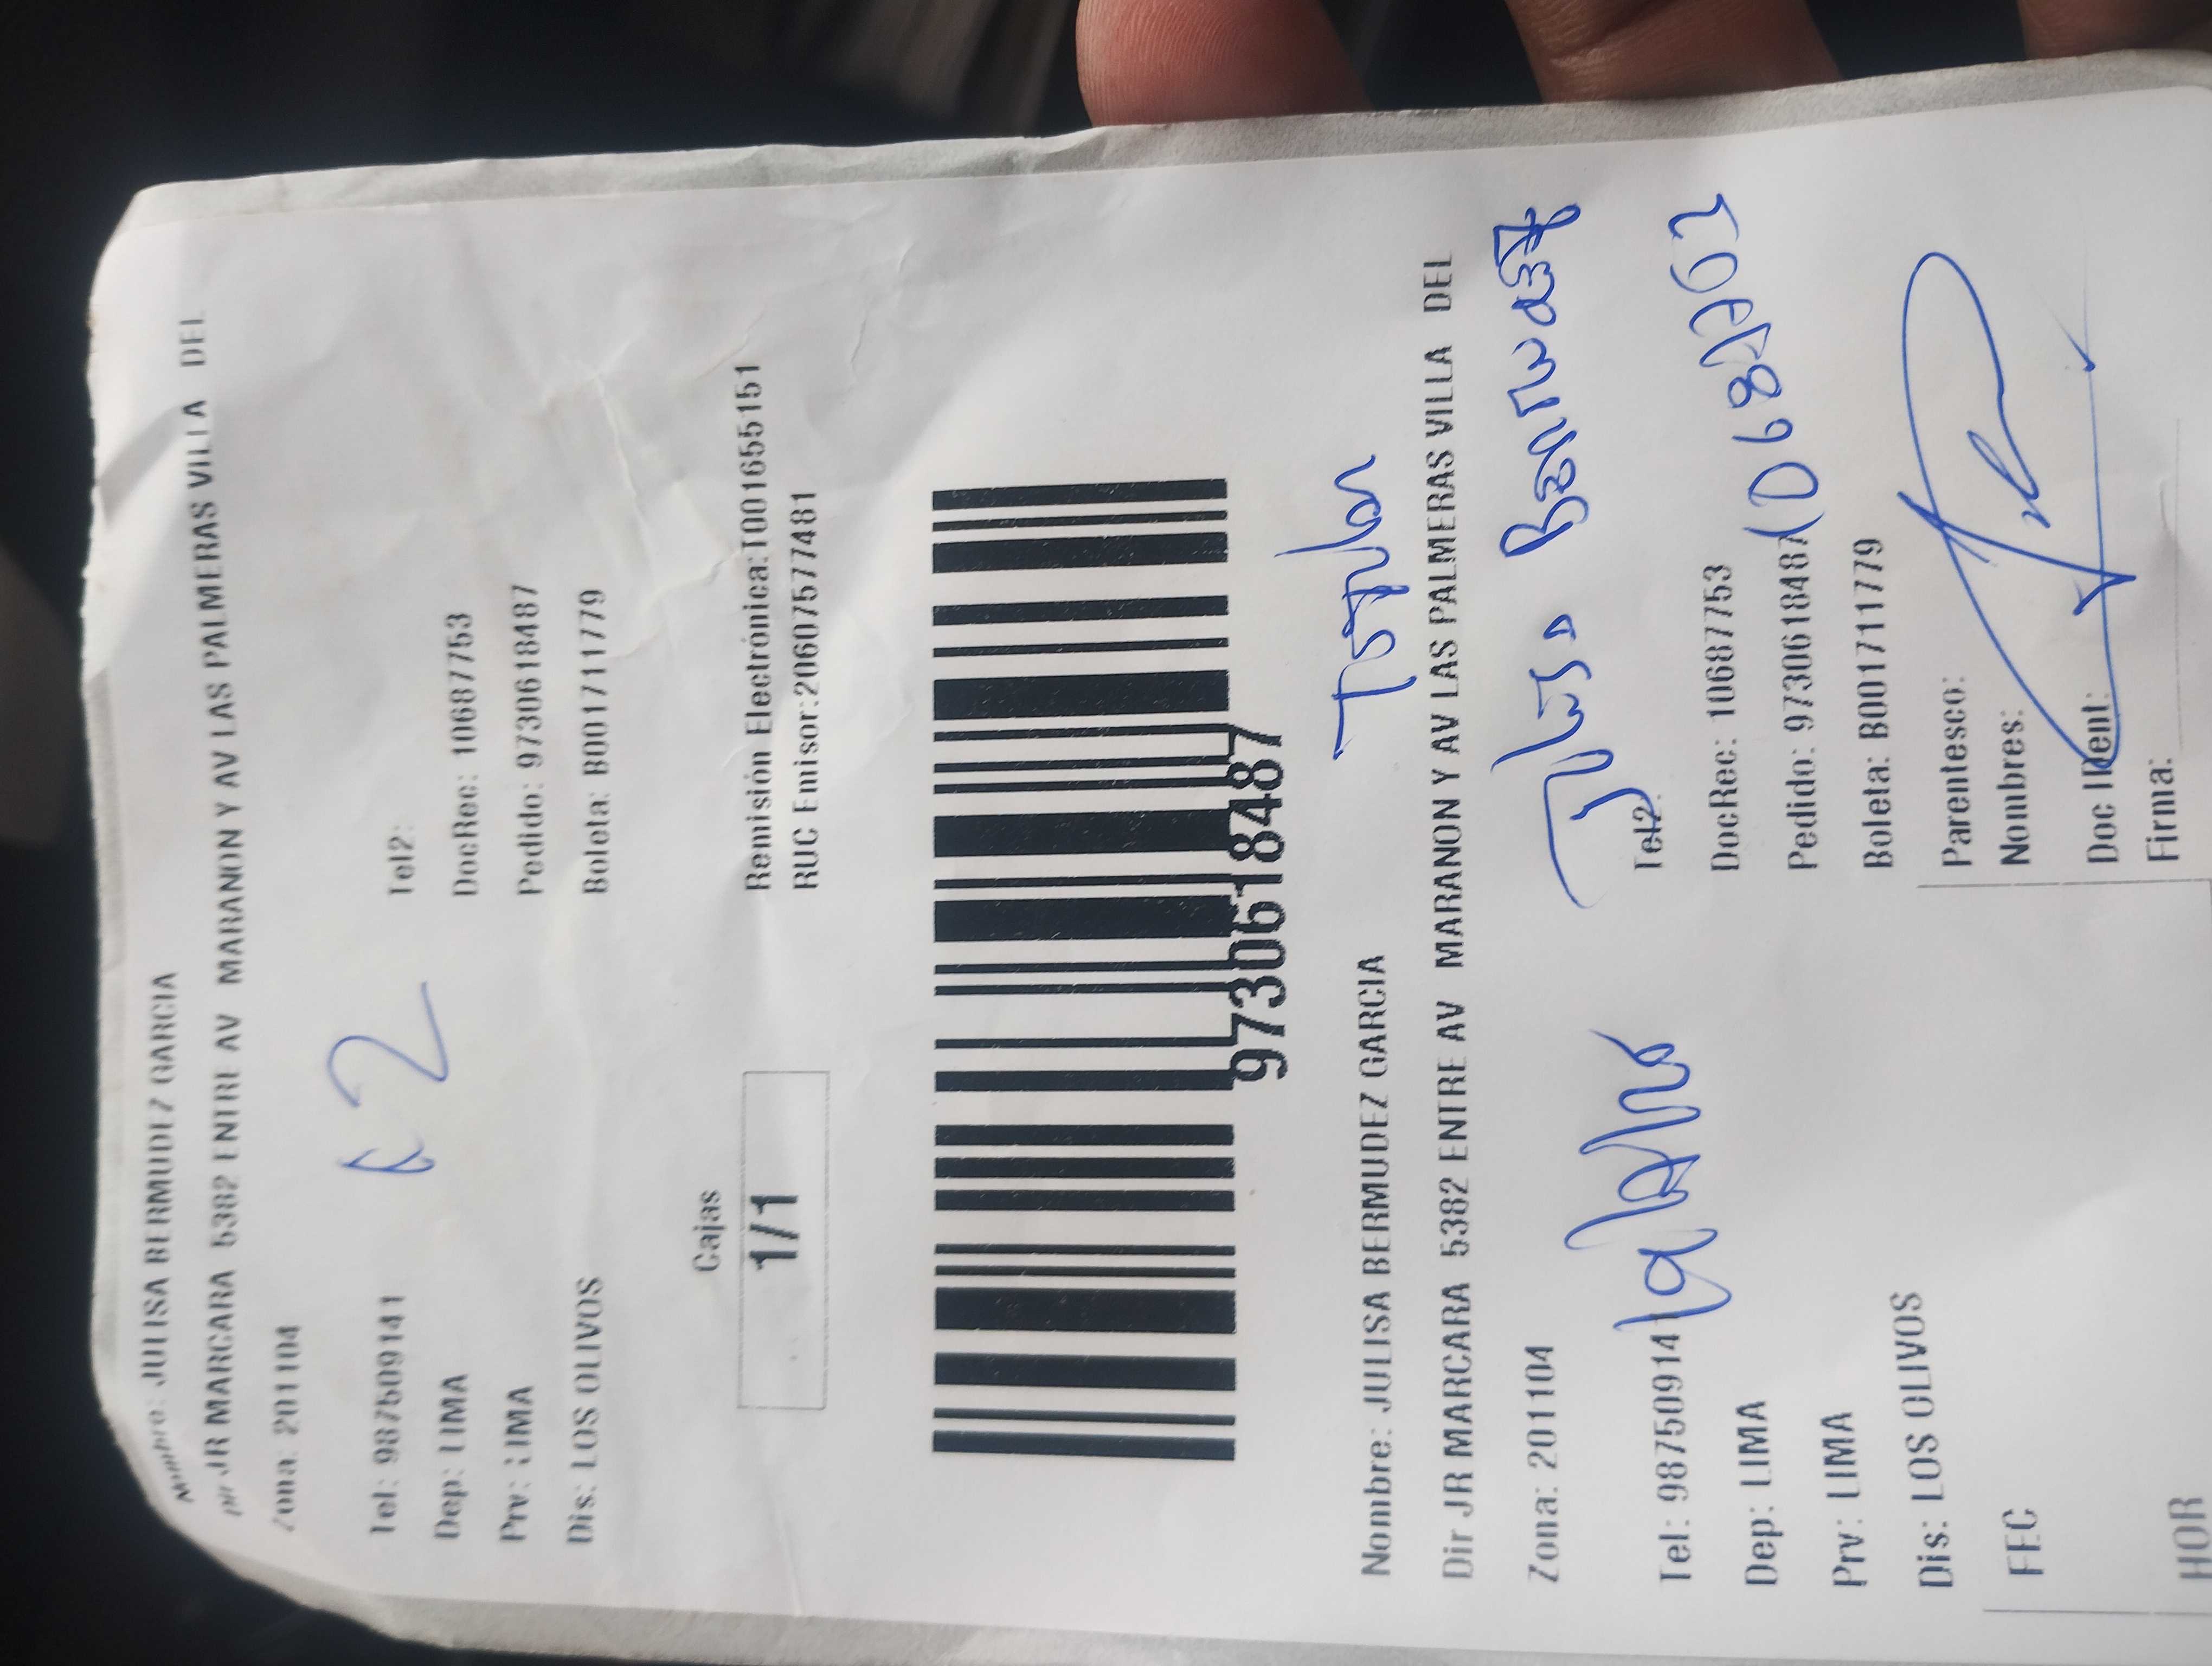 Nombre: JULISA BERMUDEZ GARCIA
Dir JR MARCARA 5382 ENTRE AV MARANON Y AV LAS PALMERAS VILLA DEL
Zona: 201104
Tel: 987509141 Tel2:
Dep: LIMA DocRec: 10687753
Prv: LIMA Pedido: 9730618487
Dis: LOS OLIVOS Boleta: B001711779
Cajas
1/1
Remisión Electrónica:T001655151
RUC Emisor:20607577481
9730618487
Nombre: JULISA BERMUDEZ GARCIA
Dir JR MARCARA 5382 ENTRE AV MARANON Y AV LAS PALMERAS VILLA DEL
Zona: 201104
Tel: 98750914 Tel2:
Dep: LIMA DocRec: 10687753
Prv: LIMA Pedido: 9730618487
Dis: LOS OLIVOS Boleta: B001711779
FEC Parentesco:
Nombres:
Doc IDent:
HOR Firma: